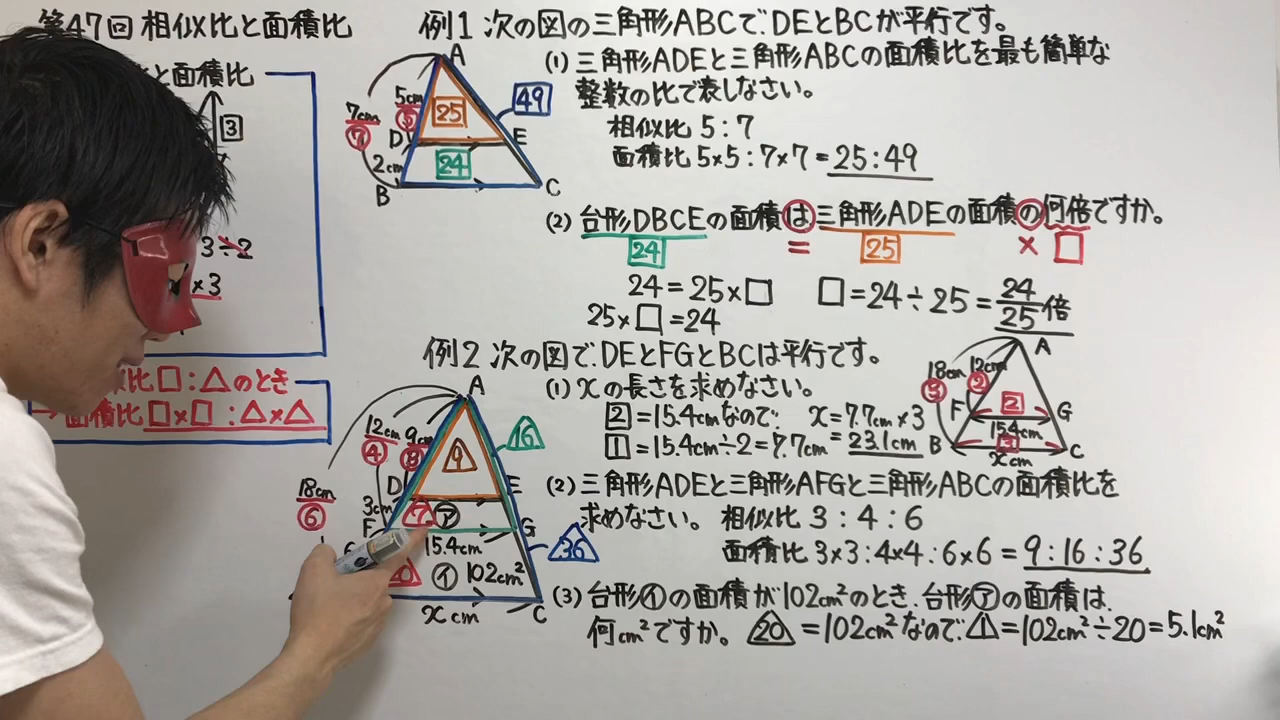 第47回 相似比と面積比
と面積比
3
3÷2
×3
比□:△のとき
面積比□×□:△×△
例1 次の図の三角形ABCで、DEとBCが平行です。
(1) 三角形ADEと三角形ABCの面積比を最も簡単な
整数の比で表しなさい。
相似比 5:7
面積比 5×5:7×7=25:49
A
7cm
⑦
5cm
⑤
25
49
D
E
24
2cm
B
C
(2) 台形DBCEの面積は三角形ADEの面積の何倍ですか。
24 = 25 × □
24=25×□ □=24÷25=24/25倍
25×□=24
例2 次の図で、DEとFGとBCは平行です。
(1) xの長さを求めなさい。
2=15.4cmなので、 x=7.7cm×3
1=15.4cm÷2=7.7cm =23.1cm
A
18cm
③
12cm
②
2
F
G
15.4cm
3
B
C
xcm
A
12cm
④
9cm
③
9
16
18cm
⑥
D
E
3cm
7
㋐
F
G
6
15.4cm
36
㋑ 102cm²
xcm
C
(2) 三角形ADEと三角形AFGと三角形ABCの面積比を
求めなさい。 相似比 3:4:6
面積比 3×3:4×4:6×6=9:16:36
(3) 台形㋑の面積が102cm²のとき、台形㋐の面積は、
何cm²ですか。 20=102cm²なので、1=102cm²÷20=5.1cm²